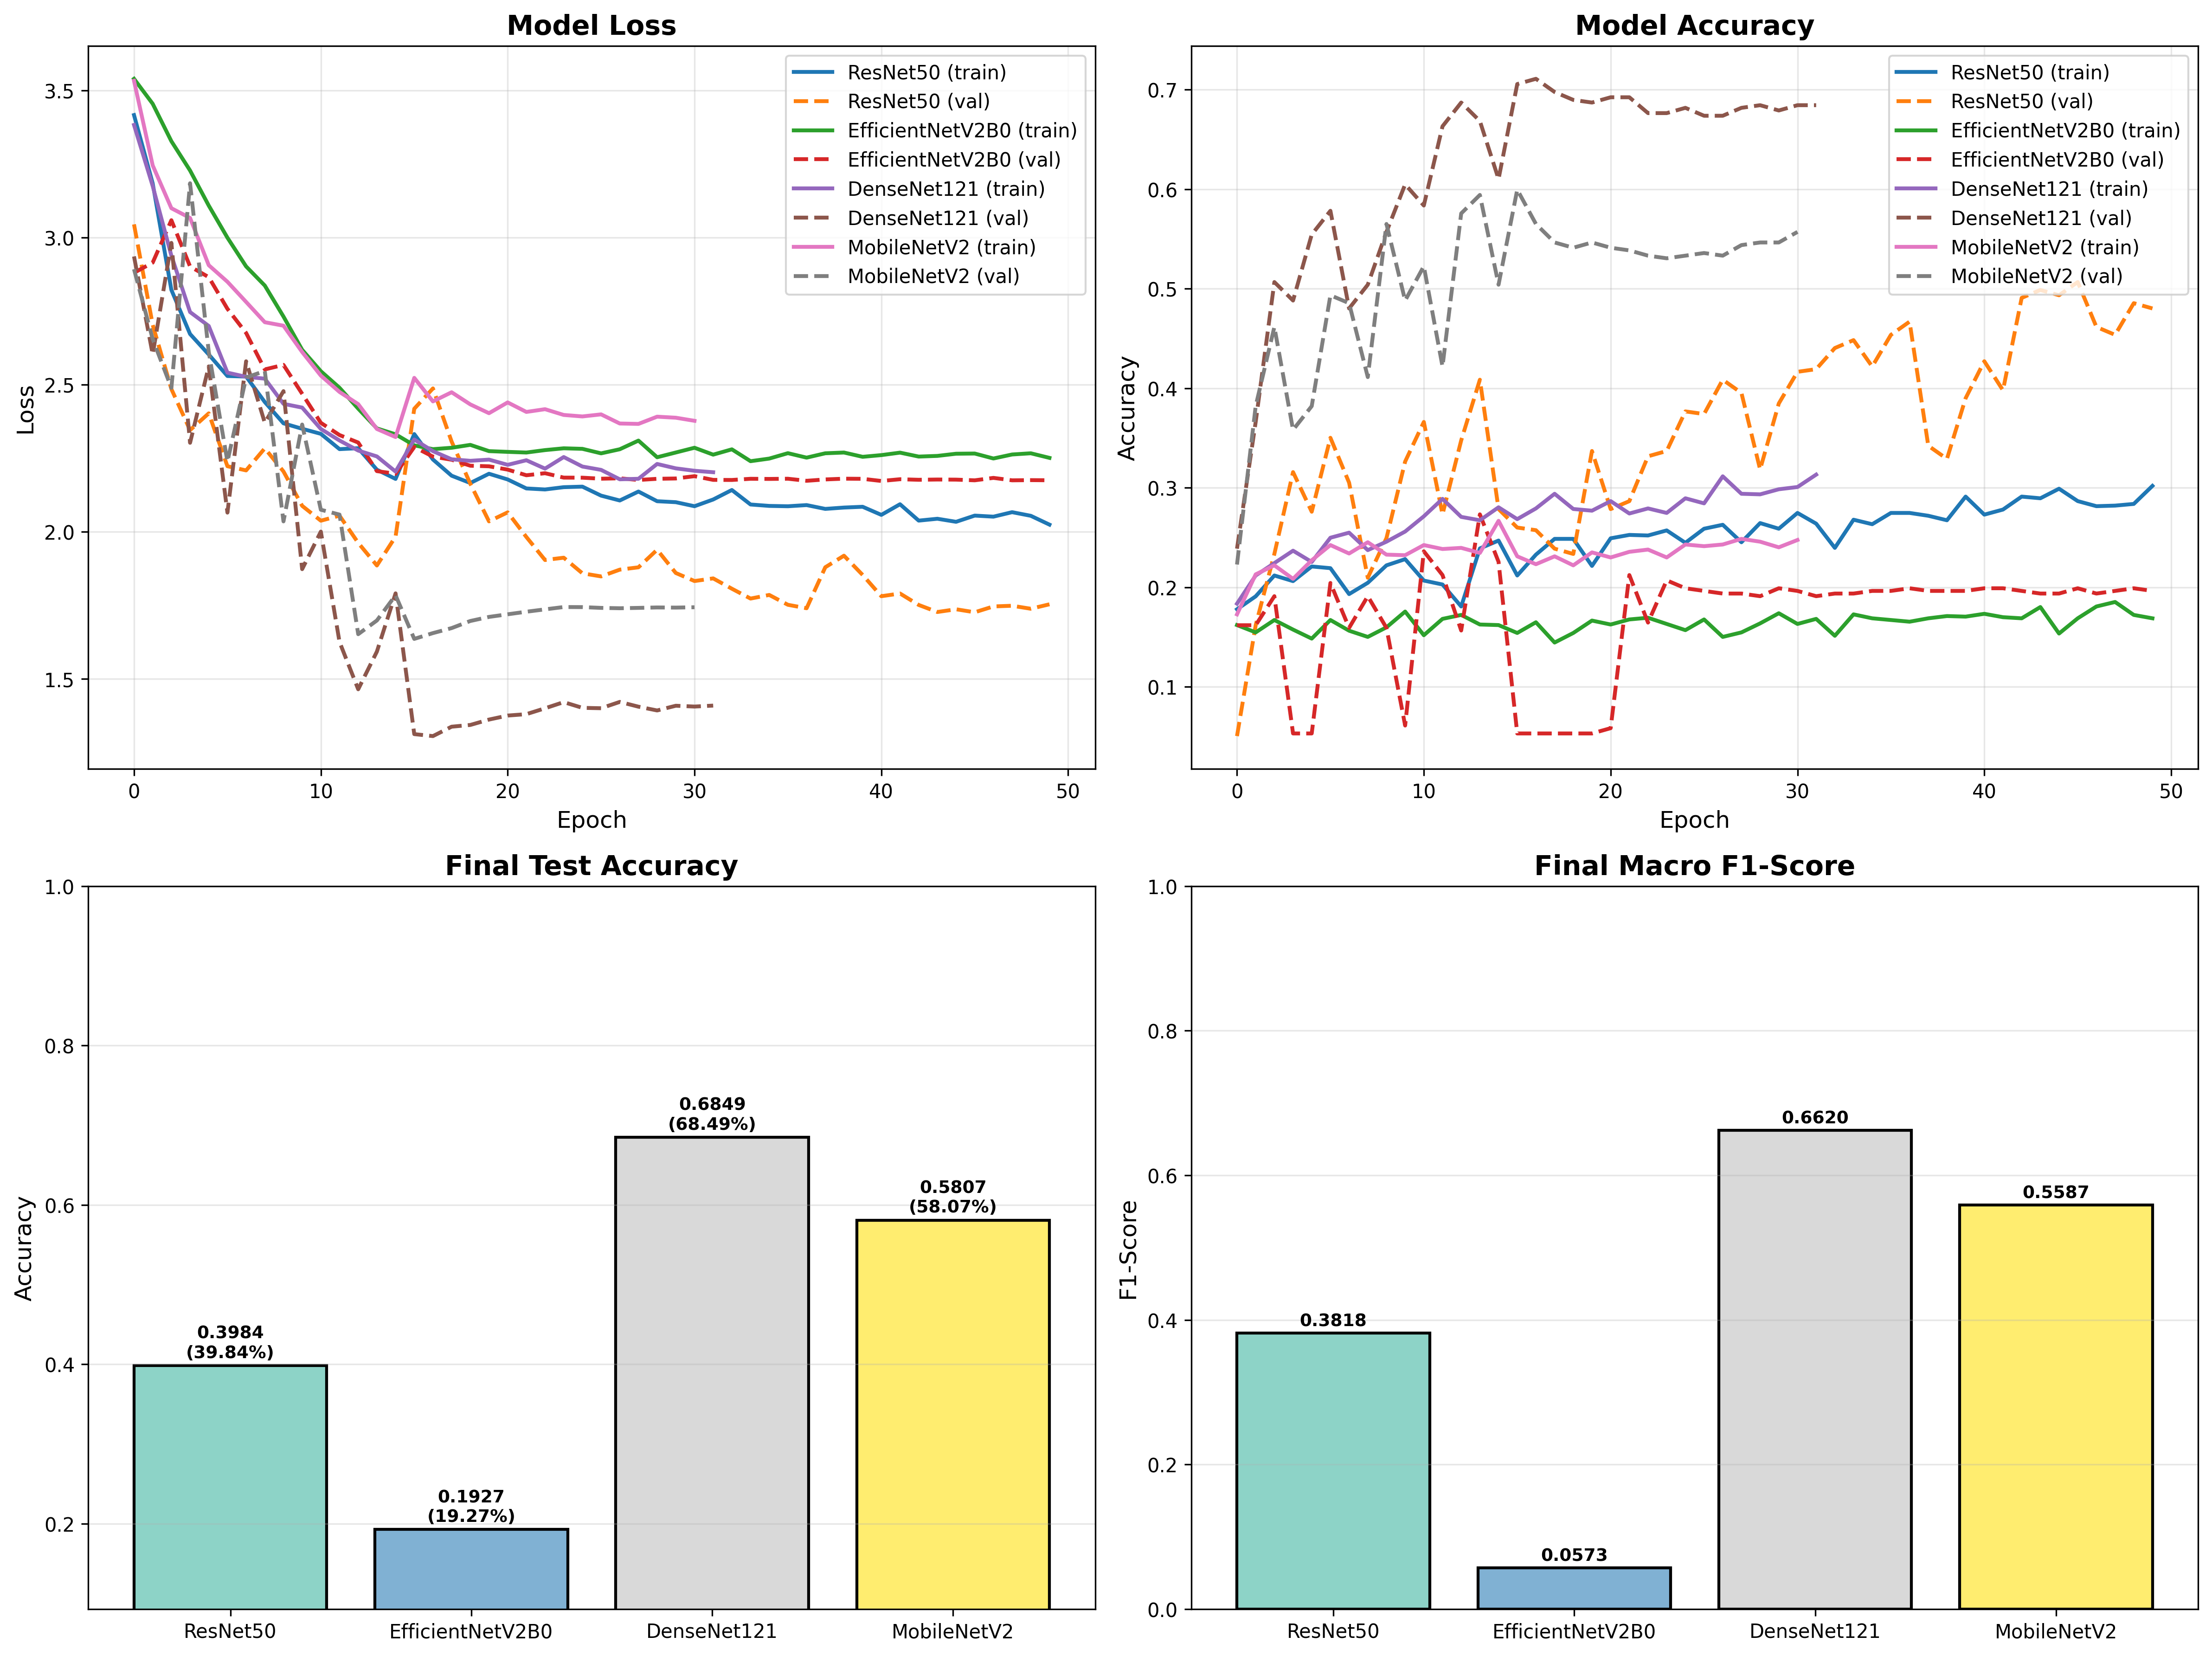 Model Loss
3.5
3.0
2.5
2.0
1.5
Loss
0 10 20 30 40 50
Epoch
ResNet50 (train)
ResNet50 (val)
EfficientNetV2B0 (train)
EfficientNetV2B0 (val)
DenseNet121 (train)
DenseNet121 (val)
MobileNetV2 (train)
MobileNetV2 (val)
Model Accuracy
0.7
0.6
0.5
0.4
0.3
0.2
0.1
Accuracy
0 10 20 30 40 50
Epoch
ResNet50 (train)
ResNet50 (val)
EfficientNetV2B0 (train)
EfficientNetV2B0 (val)
DenseNet121 (train)
DenseNet121 (val)
MobileNetV2 (train)
MobileNetV2 (val)
Final Test Accuracy
1.0
0.8
0.6
0.4
0.2
Accuracy
0.3984
(39.84%)
0.1927
(19.27%)
0.6849
(68.49%)
0.5807
(58.07%)
ResNet50 EfficientNetV2B0 DenseNet121 MobileNetV2
Final Macro F1-Score
1.0
0.8
0.6
0.4
0.2
0.0
F1-Score
0.3818
0.0573
0.6620
0.5587
ResNet50 EfficientNetV2B0 DenseNet121 MobileNetV2